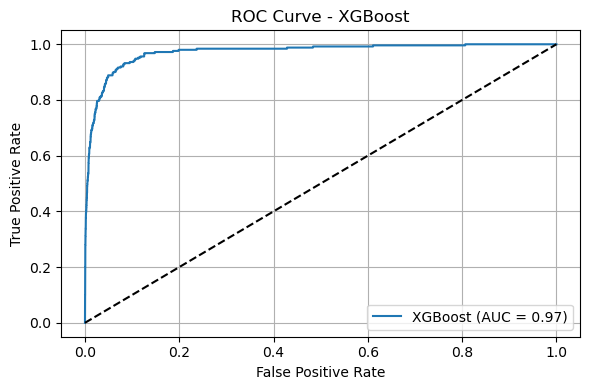 ROC Curve - XGBoost
True Positive Rate
1.0
0.8
0.6
0.4
0.2
0.0
XGBoost (AUC = 0.97)
0.0 0.2 0.4 0.6 0.8 1.0
False Positive Rate